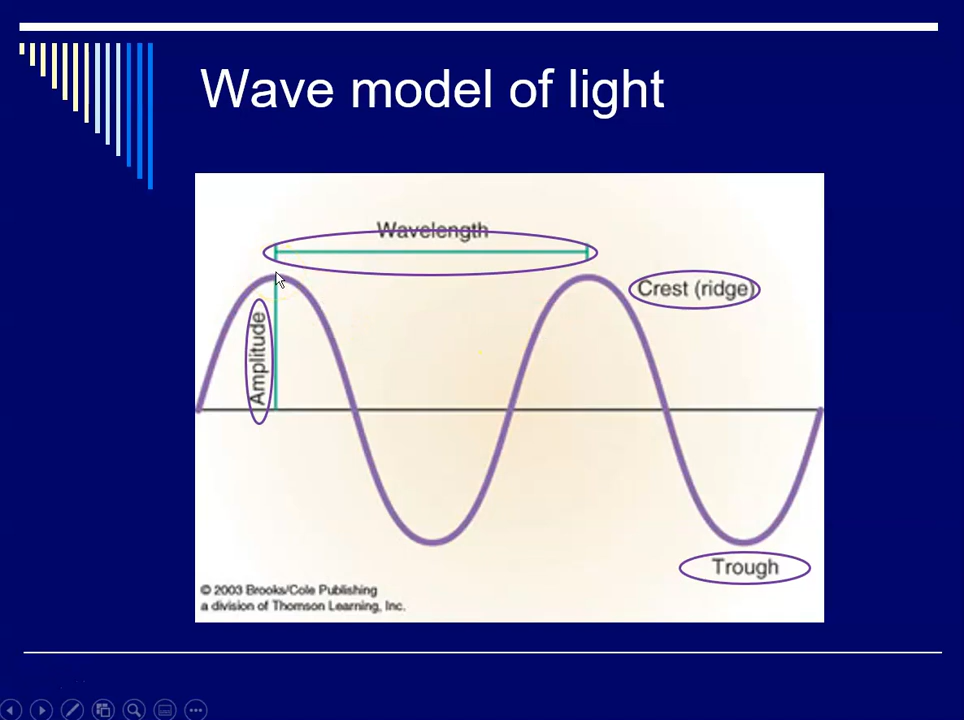 Wave model of light
Wavelength
Crest (ridge)
Amplitude
Trough
© 2003 Brooks/Cole Publishing
a division of Thomson Learning, Inc.